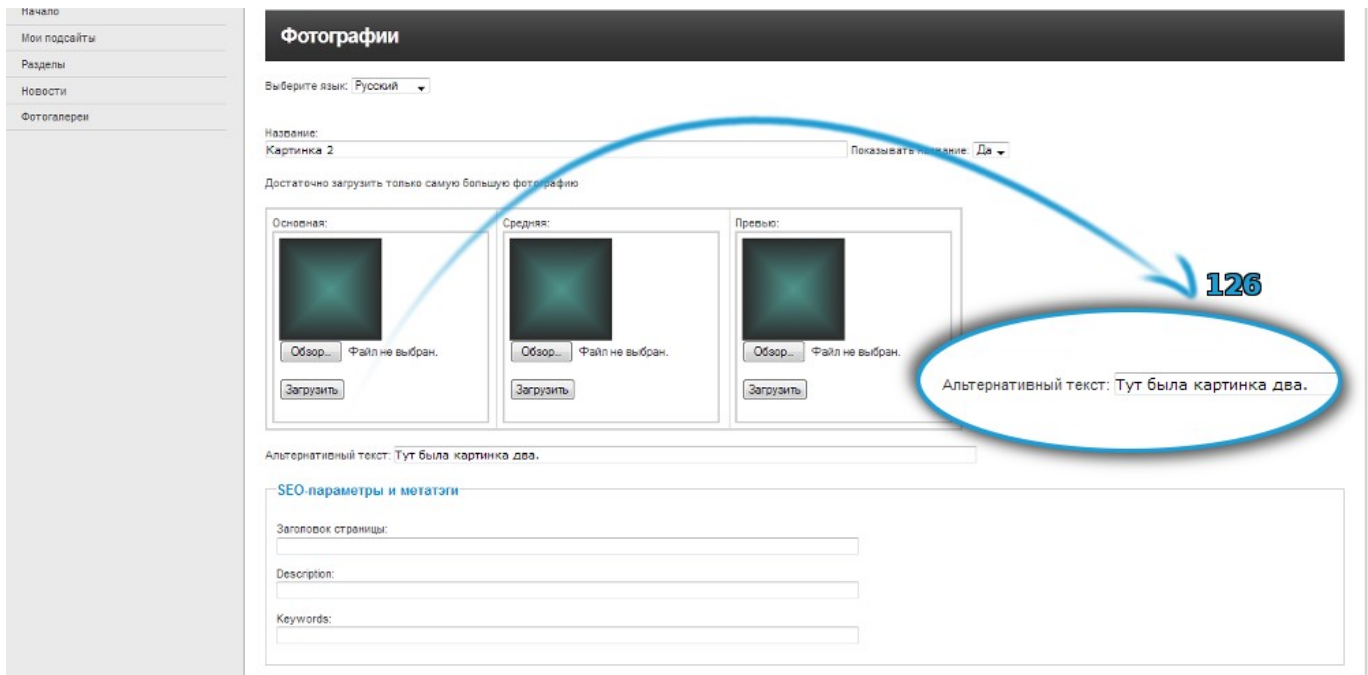 Начало
Мои подсайты
Разделы
Новости
Фотогалереи
Фотографии
Выберите язык: Русский
Название:
Картинка 2 Показывать название: Да
Достаточно загрузить только самую большую фотографию
Основная: Средняя: Превью:
Обзор... Файл не выбран. Обзор... Файл не выбран. Обзор... Файл не выбран.
Загрузить Загрузить Загрузить
126
Альтернативный текст: Тут была картинка два.
Альтернативный текст: Тут была картинка два.
SEO-параметры и метатэги
Заголовок страницы:
Description:
Keywords: